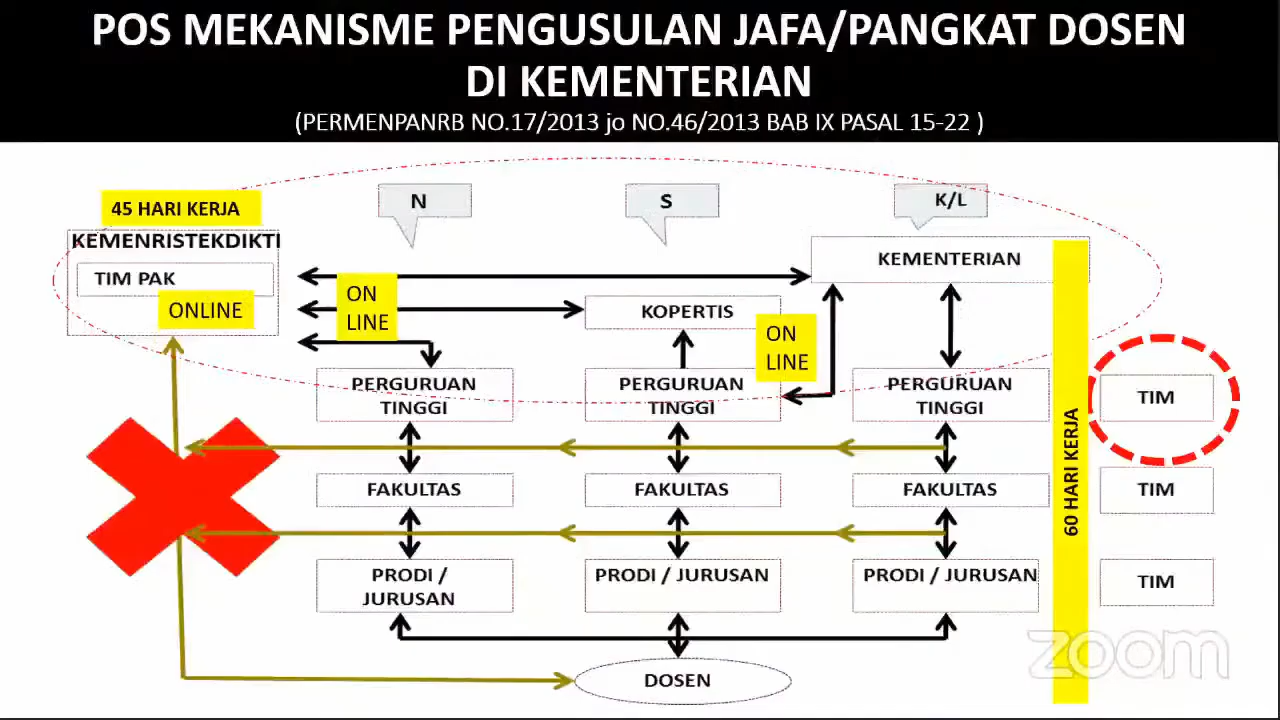 POS MEKANISME PENGUSULAN JAFA/PANGKAT DOSEN
DI KEMENTERIAN
(PERMENPANRB NO.17/2013 jo NO.46/2013 BAB IX PASAL 15-22 )
45 HARI KERJA
N
S
K/L
KEMENRISTEKDIKTI
TIM PAK
ONLINE
ON
LINE
KEMENTERIAN
KOPERTIS
ON
LINE
PERGURUAN
TINGGI
PERGURUAN
TINGGI
PERGURUAN
TINGGI
TIM
FAKULTAS
FAKULTAS
FAKULTAS
60 HARI KERJA
TIM
PRODI /
JURUSAN
PRODI / JURUSAN
PRODI / JURUSAN
TIM
DOSEN
zoom